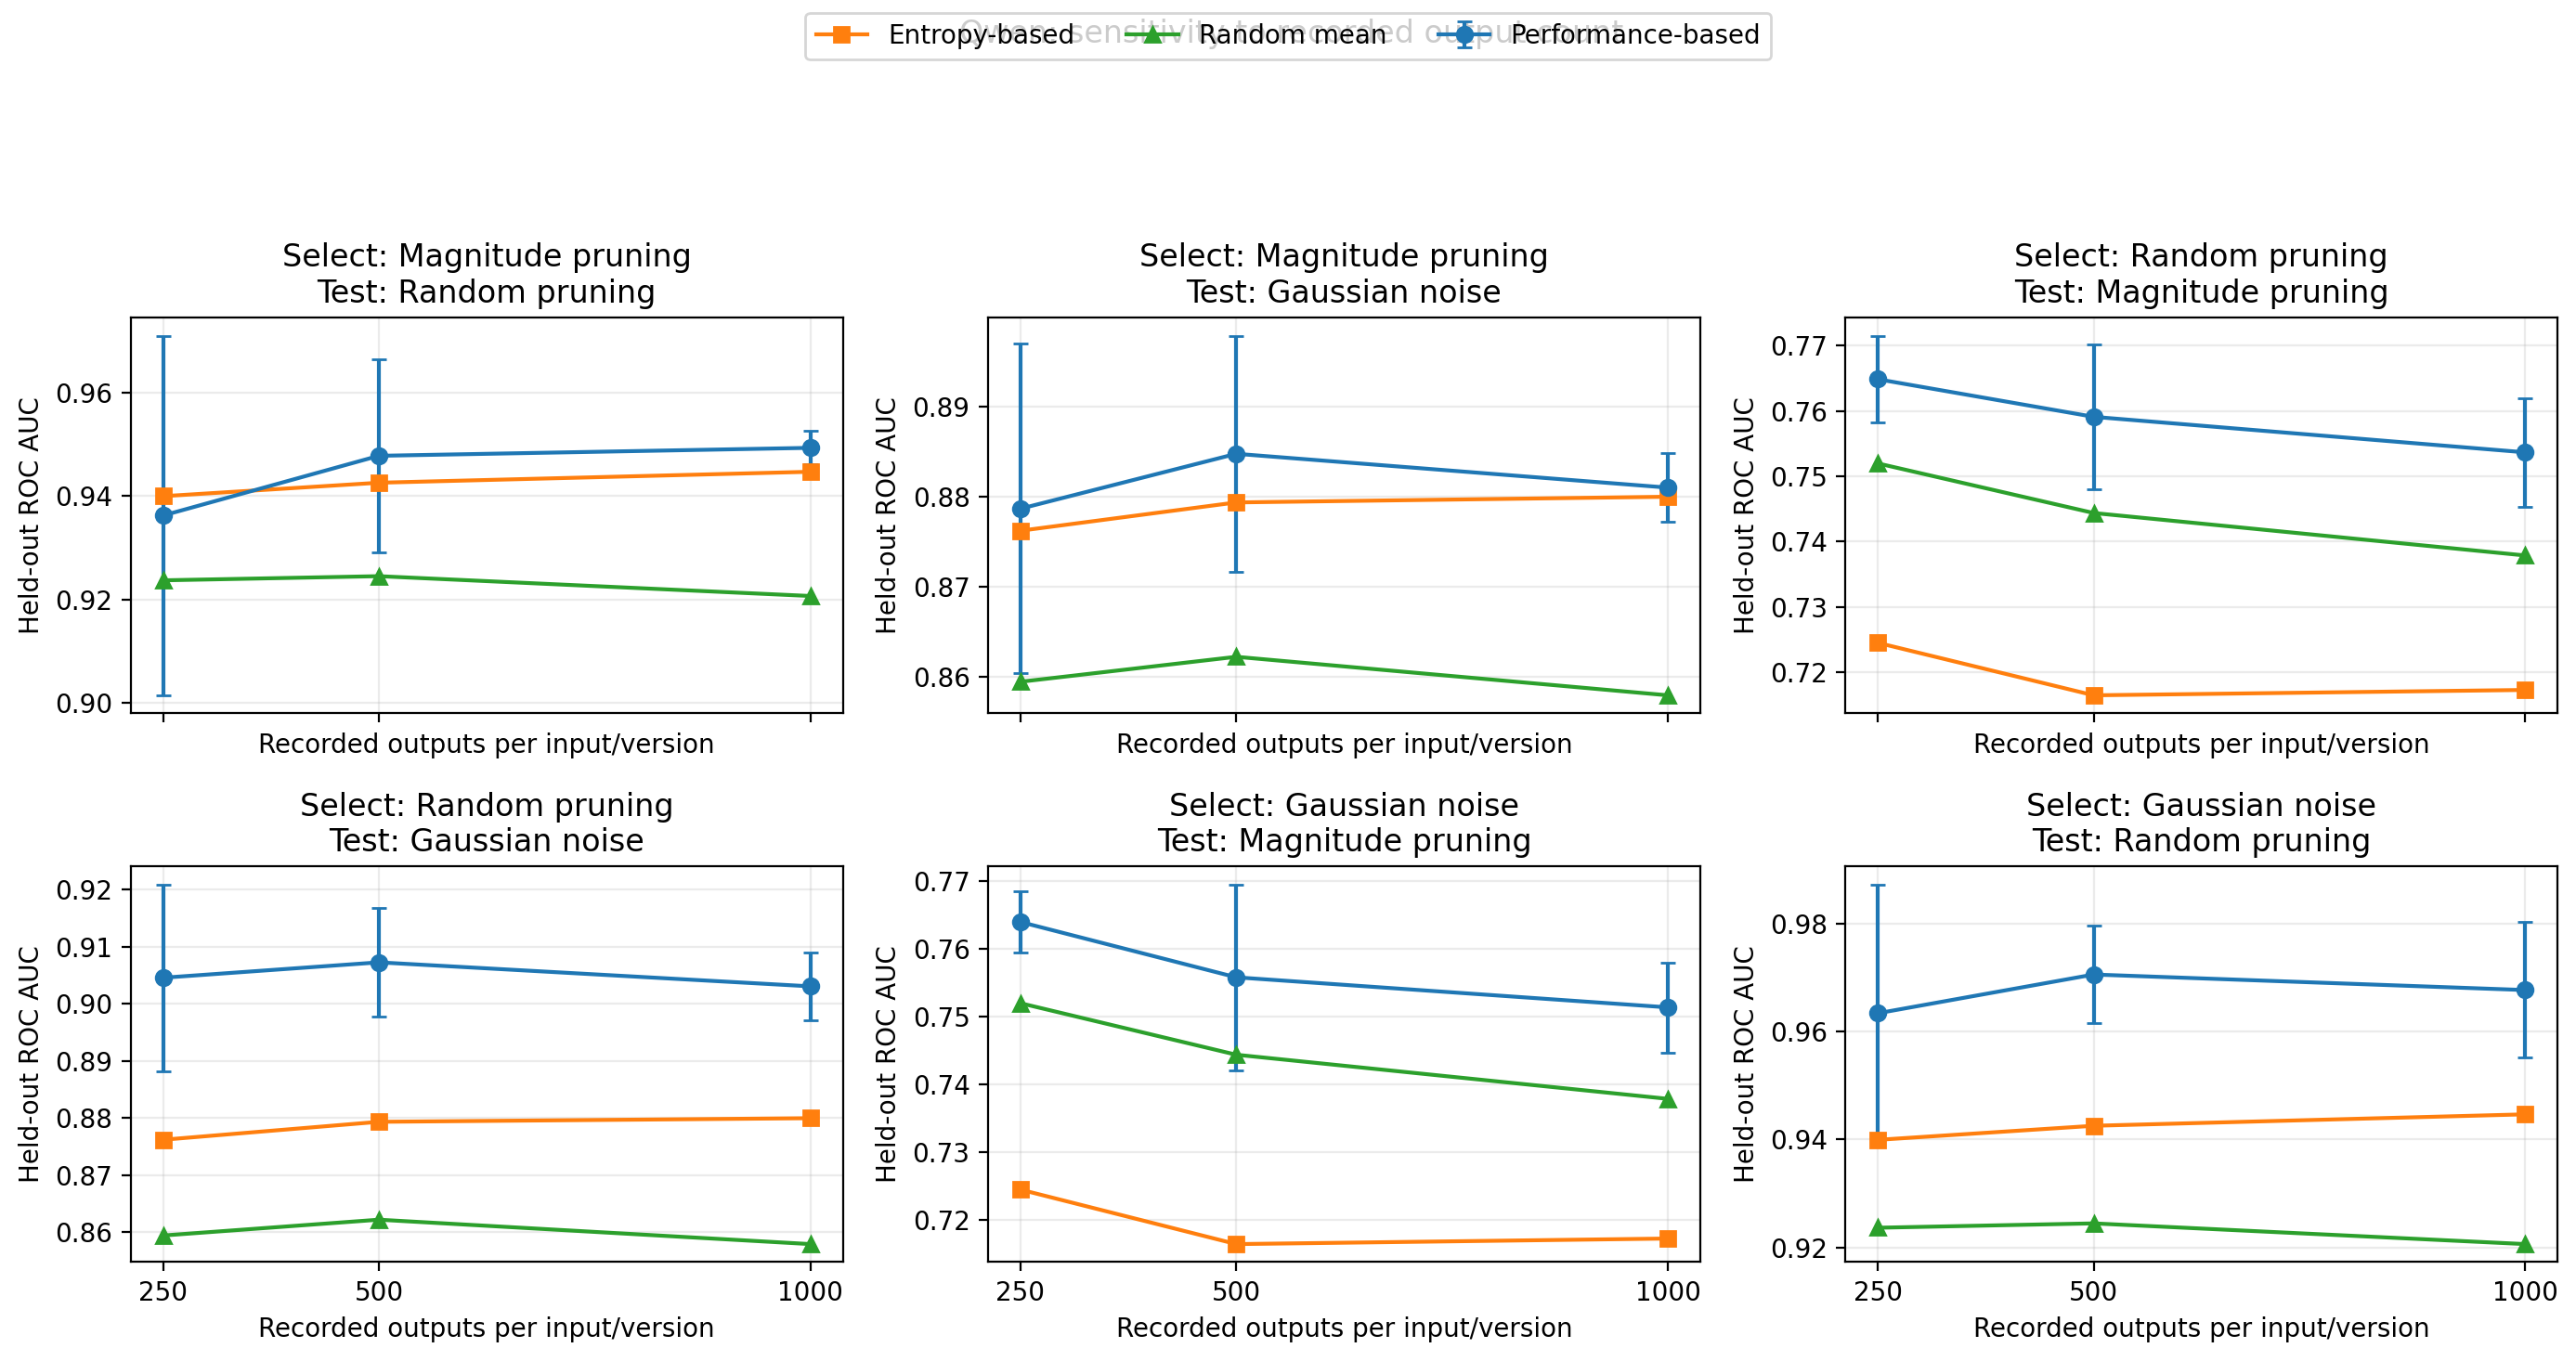 Qwen: sensitivity to recorded output count
Entropy-based Random mean Performance-based
Select: Magnitude pruning
Test: Random pruning
Held-out ROC AUC
0.96
0.94
0.92
0.90
Recorded outputs per input/version
Select: Magnitude pruning
Test: Gaussian noise
Held-out ROC AUC
0.89
0.88
0.87
0.86
Recorded outputs per input/version
Select: Random pruning
Test: Magnitude pruning
Held-out ROC AUC
0.77
0.76
0.75
0.74
0.73
0.72
Recorded outputs per input/version
Select: Random pruning
Test: Gaussian noise
Held-out ROC AUC
0.92
0.91
0.90
0.89
0.88
0.87
0.86
250 500 1000
Recorded outputs per input/version
Select: Gaussian noise
Test: Magnitude pruning
Held-out ROC AUC
0.77
0.76
0.75
0.74
0.73
0.72
250 500 1000
Recorded outputs per input/version
Select: Gaussian noise
Test: Random pruning
Held-out ROC AUC
0.98
0.96
0.94
0.92
250 500 1000
Recorded outputs per input/version